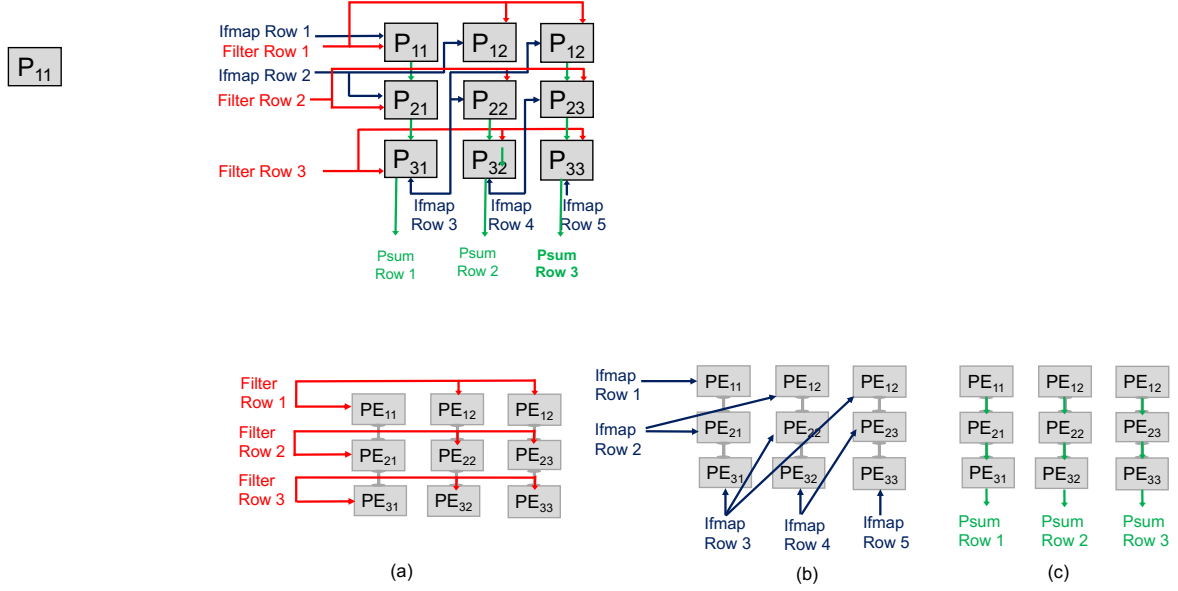 P11
Ifmap Row 1
Filter Row 1
Ifmap Row 2
Filter Row 2
Filter Row 3
P11 P12 P12
P21 P22 P23
P31 P32 P33
Ifmap
Row 3
Ifmap
Row 4
Ifmap
Row 5
Psum
Row 1
Psum
Row 2
Psum
Row 3
Filter
Row 1
Filter
Row 2
Filter
Row 3
PE11 PE12 PE12
PE21 PE22 PE23
PE31 PE32 PE33
(a)
Ifmap
Row 1
Ifmap
Row 2
PE11 PE12 PE12
PE21 PE22 PE23
PE31 PE32 PE33
Ifmap
Row 3
Ifmap
Row 4
Ifmap
Row 5
(b)
PE11 PE12 PE12
PE21 PE22 PE23
PE31 PE32 PE33
Psum
Row 1
Psum
Row 2
Psum
Row 3
(c)